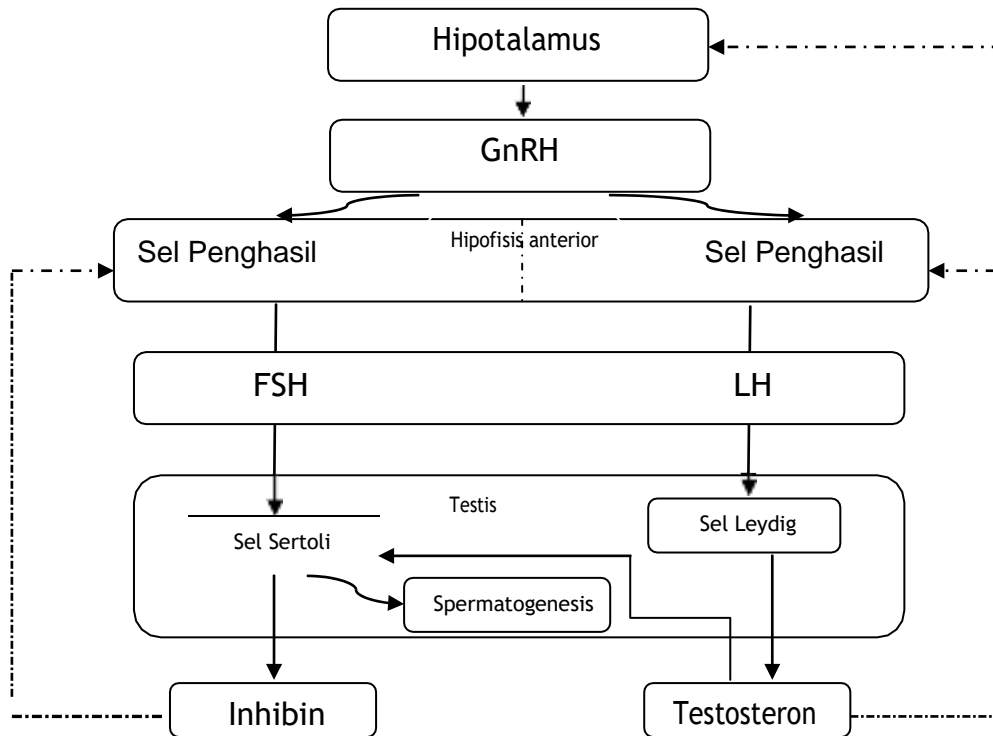 Hipotalamus
GnRH
Hipofisis anterior
Sel Penghasil
Sel Penghasil
FSH
LH
Testis
Sel Leydig
Sel Sertoli
Spermatogenesis
Inhibin
Testosteron